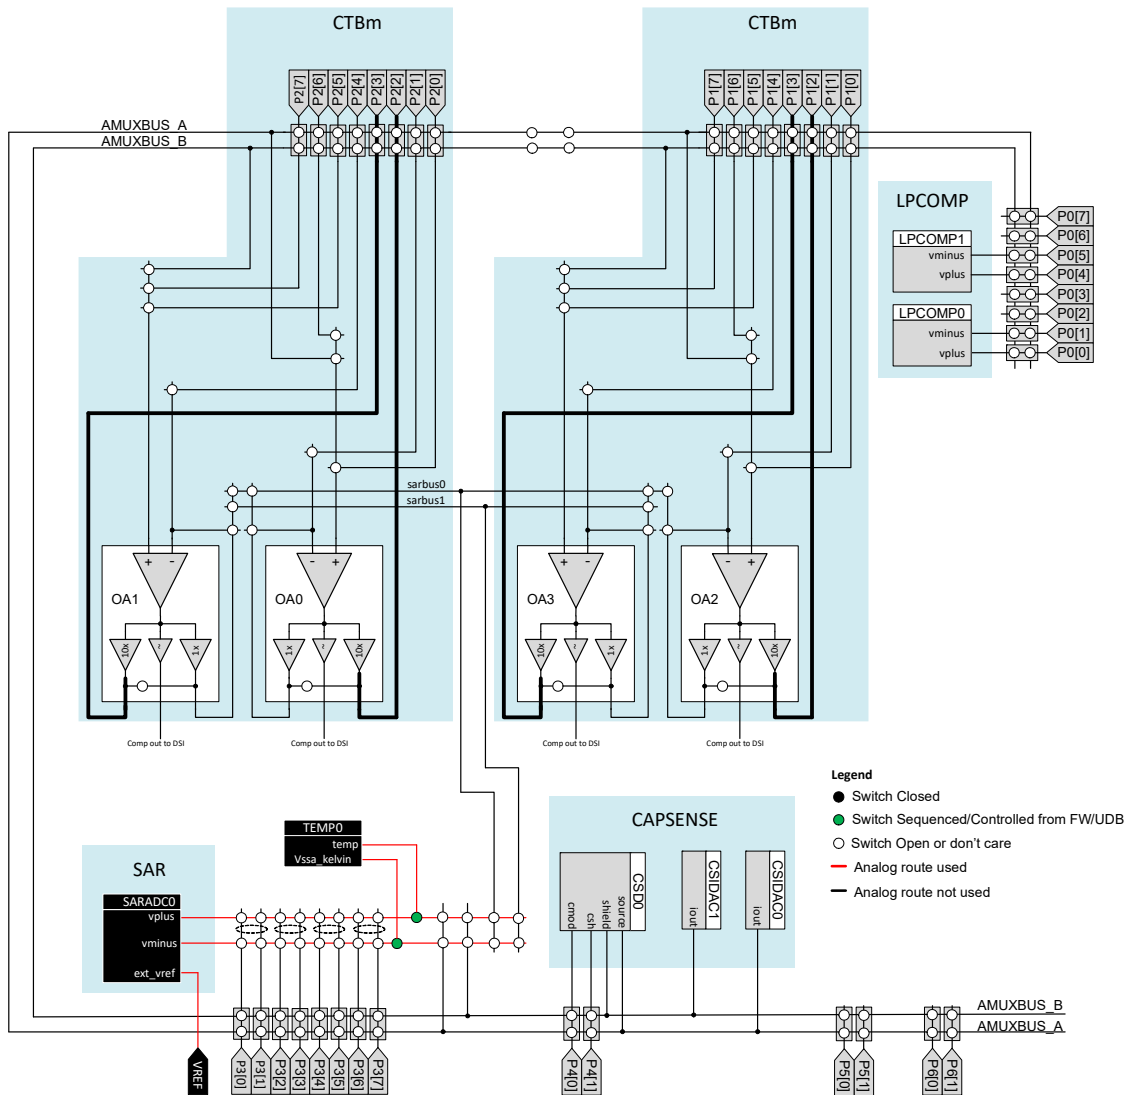 CTBm
CTBm
P2[7]
P2[6]
P2[5]
P2[4]
P2[3]
P2[2]
P2[1]
P2[0]
P1[7]
P1[6]
P1[5]
P1[4]
P1[3]
P1[2]
P1[1]
P1[0]
AMUXBUS_A
AMUXBUS_B
LPCOMP
LPCOMP1
vminus
vplus
LPCOMP0
vminus
vplus
P0[7]
P0[6]
P0[5]
P0[4]
P0[3]
P0[2]
P0[1]
P0[0]
sarbus0
sarbus1
+ -
OA1
10x
~
1x
- +
OA0
1x
~
10x
+ -
OA3
10x
~
1x
- +
OA2
1x
~
10x
Comp out to DSI
Comp out to DSI
Comp out to DSI
Comp out to DSI
Legend
Switch Closed
Switch Sequenced/Controlled from FW/UDB
Switch Open or don't care
Analog route used
Analog route not used
TEMP0
temp
Vssa_kelvin
SAR
SARADC0
vplus
vminus
ext_vref
CAPSENSE
CSD0
cmod
csh
shield
source
CSIDAC1
iout
CSIDAC0
iout
AMUXBUS_B
AMUXBUS_A
VREF
P3[0]
P3[1]
P3[2]
P3[3]
P3[4]
P3[5]
P3[6]
P3[7]
P4[0]
P4[1]
P5[0]
P5[1]
P6[0]
P6[1]